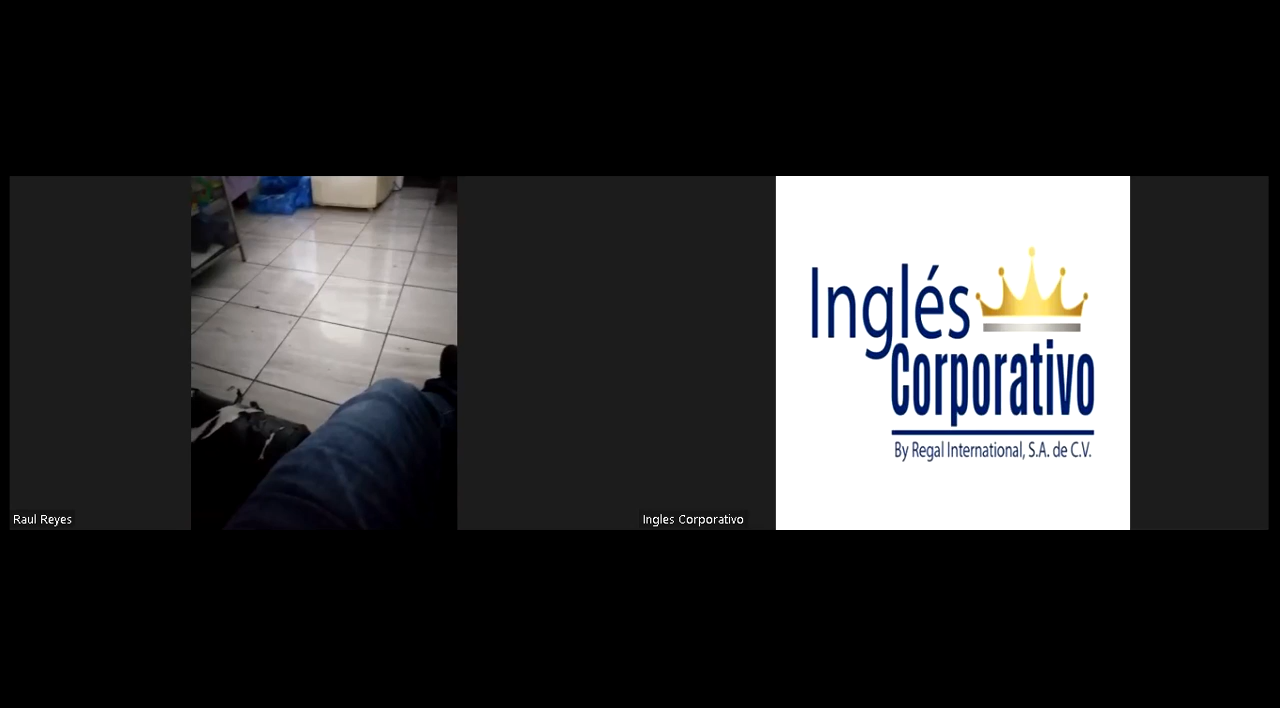 Inglés
Corporativo
By Regal International, S.A. de C.V.
Raul Reyes
Ingles Corporativo